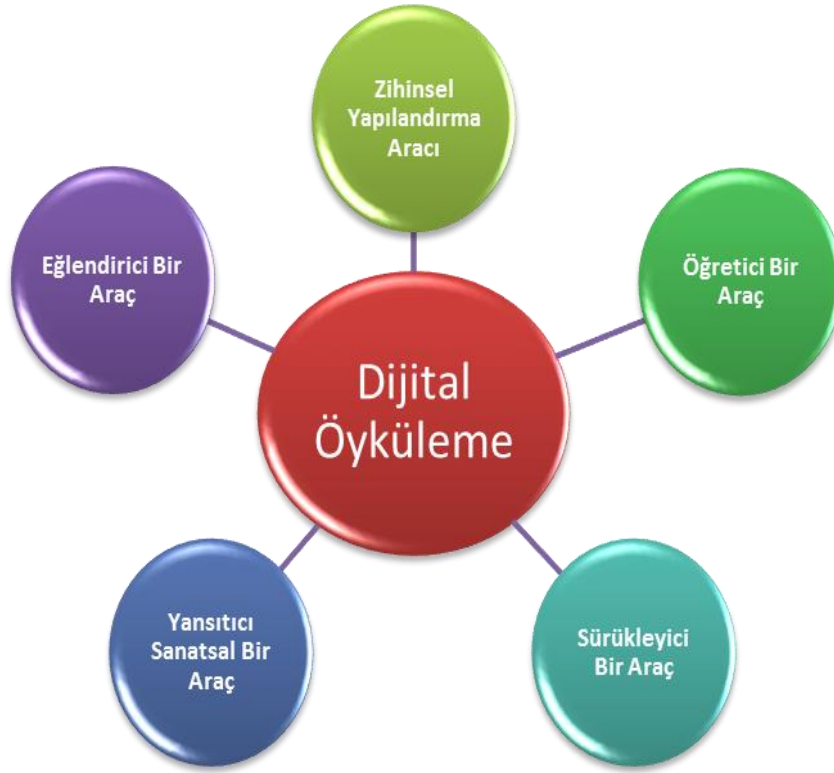 Zihinsel
Yapılandırma
Aracı
Eğlendirici Bir
Araç
Öğretici Bir
Araç
Dijital
Öyküleme
Yansıtıcı
Sanatsal Bir
Araç
Sürükleyici
Bir Araç